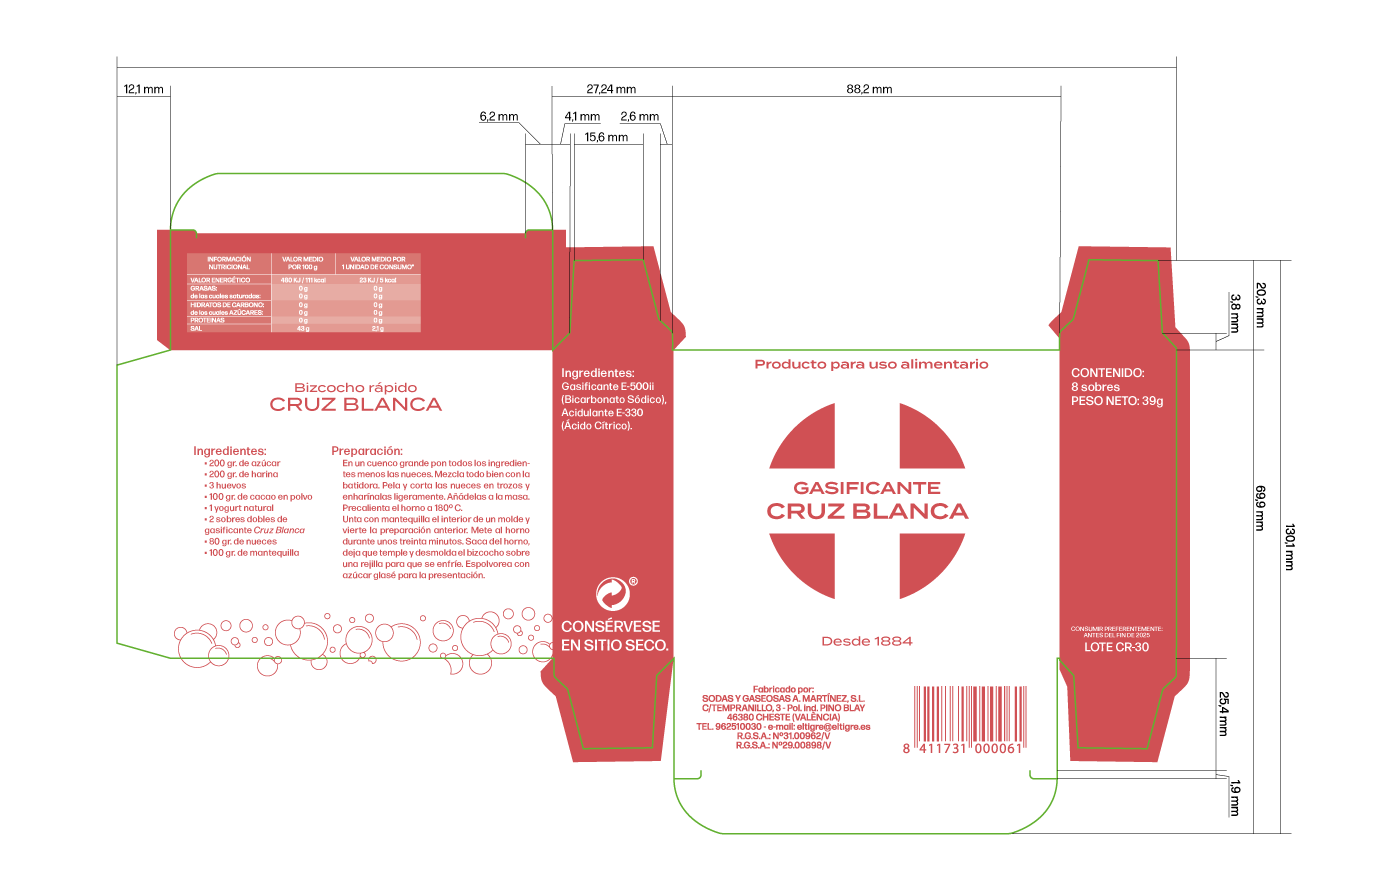 12,1 mm
27,24 mm
88,2 mm
6,2 mm
4,1 mm
2,6 mm
15,6 mm
INFORMACIÓN
NUTRICIONAL
VALOR MEDIO
POR 100 g
VALOR MEDIO POR
1 UNIDAD DE CONSUMO*
VALOR ENERGÉTICO 480 KJ / 111 kcal 23 KJ / 5 kcal
GRASAS: 0 g 0 g
de las cuales saturadas: 0 g 0 g
HIDRATOS DE CARBONO: 0 g 0 g
de los cuales AZÚCARES: 0 g 0 g
PROTEINAS 0 g 0 g
SAL 43 g 2,1 g
Bizcocho rápido
CRUZ BLANCA
Ingredientes:
• 200 gr. de azúcar
• 200 gr. de harina
• 3 huevos
• 100 gr. de cacao en polvo
• 1 yogurt natural
• 2 sobres dobles de
gasificante Cruz Blanca
• 80 gr. de nueces
• 100 gr. de mantequilla
Preparación:
En un cuenco grande pon todos los ingredien-
tes menos las nueces. Mezcla todo bien con la
batidora. Pela y corta las nueces en trozos y
enharínalas ligeramente. Añádelas a la masa.
Precalienta el horno a 180º C.
Unta con mantequilla el interior de un molde y
vierte la preparación anterior. Mete al horno
durante unos treinta minutos. Saca del horno,
deja que temple y desmolda el bizcocho sobre
una rejilla para que se enfríe. Espolvorea con
azúcar glasé para la presentación.
Ingredientes:
Gasificante E-500ii
(Bicarbonato Sódico),
Acidulante E-330
(Ácido Cítrico).
®
CONSÉRVESE
EN SITIO SECO.
Producto para uso alimentario
GASIFICANTE
CRUZ BLANCA
Desde 1884
Fabricado por:
SODAS Y GASEOSAS A. MARTÍNEZ, S.L.
C/TEMPRANILLO, 3 - Pol. ind. PINO BLAY
46380 CHESTE (VALÈNCIA)
TEL. 962510030 - e-mail: eltigre@eltigre.es
R.G.S.A.: Nº31.00962/V
R.G.S.A.: Nº29.00898/V
8 411731 000061
CONTENIDO:
8 sobres
PESO NETO: 39g
CONSUMIR PREFERENTEMENTE:
ANTES DEL FIN DE 2025
LOTE CR-30
20,3 mm
3,8 mm
69,9 mm
130,1 mm
25,4 mm
1,9 mm